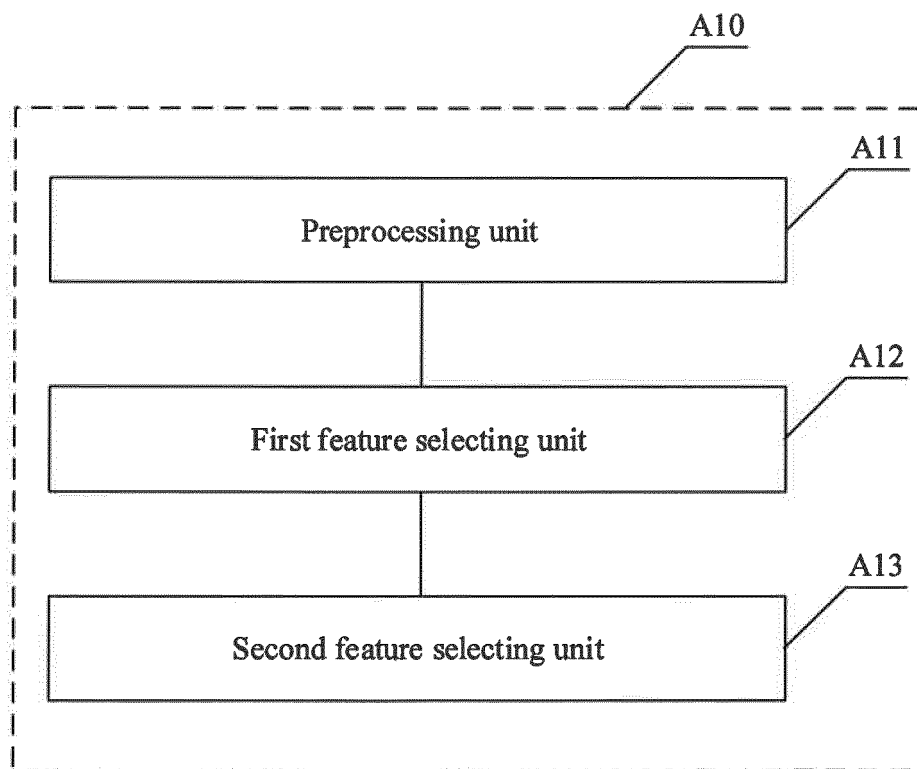 A10
A11
Preprocessing unit
A12
First feature selecting unit
A13
Second feature selecting unit